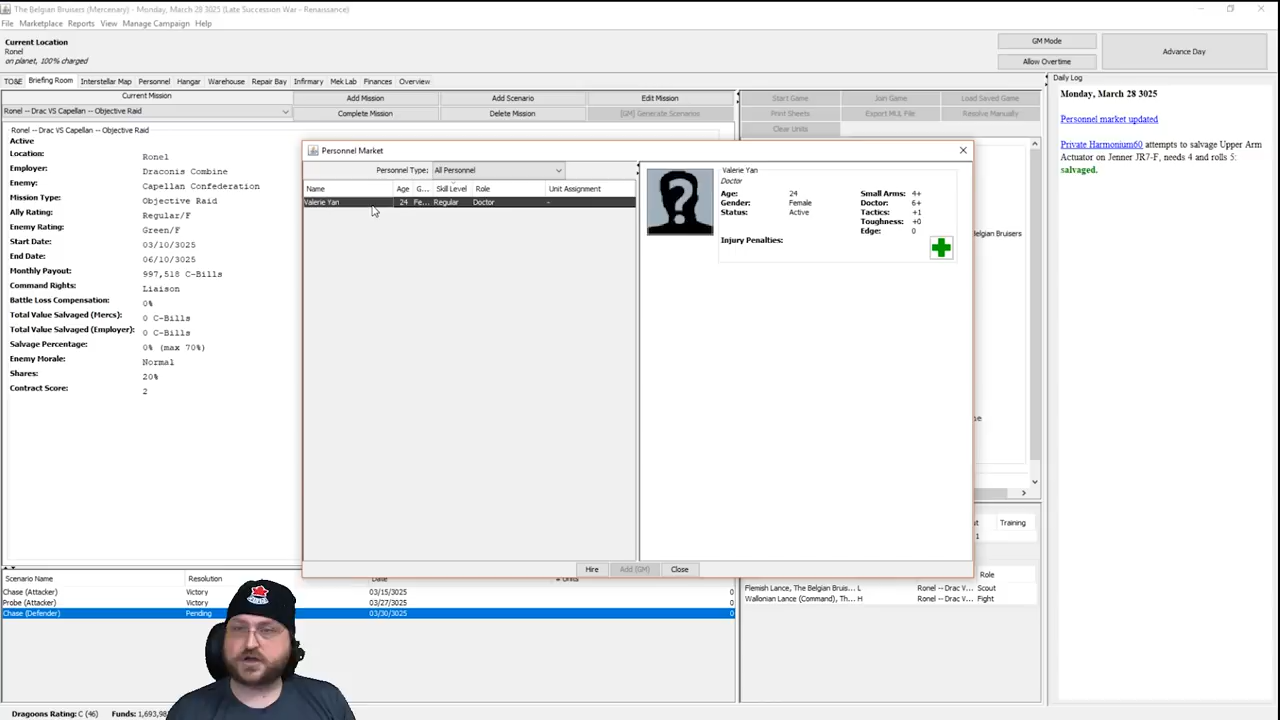 The Belgian Bruisers (Mercenary) - Monday, March 28 3025 (Late Succession War - Renaissance)
File Marketplace Reports View Manage Campaign Help
Current Location
Ronel
on planet, 100% charged
GM Mode
Allow Overtime
Advance Day
TO&E Briefing Room Interstellar Map Personnel Hangar Warehouse Repair Bay Infirmary Mek Lab Finances Overview
Current Mission
Ronel -- Drac VS Capellan -- Objective Raid
Add Mission Add Scenario Edit Mission
Complete Mission Delete Mission [GM] Generate Scenarios
Start Game Join Game Load Saved Game
Print Sheets Export MUL File Resolve Manually
Clear Units
Ronel -- Drac VS Capellan -- Objective Raid
Active
Location: Ronel
Employer: Draconis Combine
Enemy: Capellan Confederation
Mission Type: Objective Raid
Ally Rating: Regular/F
Enemy Rating: Green/F
Start Date: 03/10/3025
End Date: 06/10/3025
Monthly Payout: 997,518 C-Bills
Command Rights: Liaison
Battle Loss Compensation: 0%
Total Value Salvaged (Mercs): 0 C-Bills
Total Value Salvaged (Employer): 0 C-Bills
Salvage Percentage: 0% (max 70%)
Enemy Morale: Normal
Shares: 20%
Contract Score: 2
Personnel Market
Personnel Type: All Personnel
Name Age G... Skill Level Role Unit Assignment
Valerie Yan 24 Fe... Regular Doctor -
Valerie Yan
Doctor
Age: 24 Small Arms: 4+
Gender: Female Doctor: 6+
Status: Active Tactics: +1
Toughness: +0
Edge: 0
Injury Penalties:
Hire Add (GM) Close
elgian Bruisers
Daily Log
Monday, March 28 3025
Personnel market updated
Private Harmonium60 attempts to salvage Upper Arm
Actuator on Jenner JR7-F, needs 4 and rolls 5:
salvaged.
Scenario Name Resolution Date # Units
Chase (Attacker) Victory 03/15/3025 0
Probe (Attacker) Victory 03/27/3025 0
Chase (Defender) Pending 03/30/3025 0
Training
1
Role
Flemish Lance, The Belgian Bruis... L Ronel -- Drac V... Scout
Wallonian Lance (Command), Th... H Ronel -- Drac V... Fight
Dragoons Rating: C (46) Funds: 1,693,98